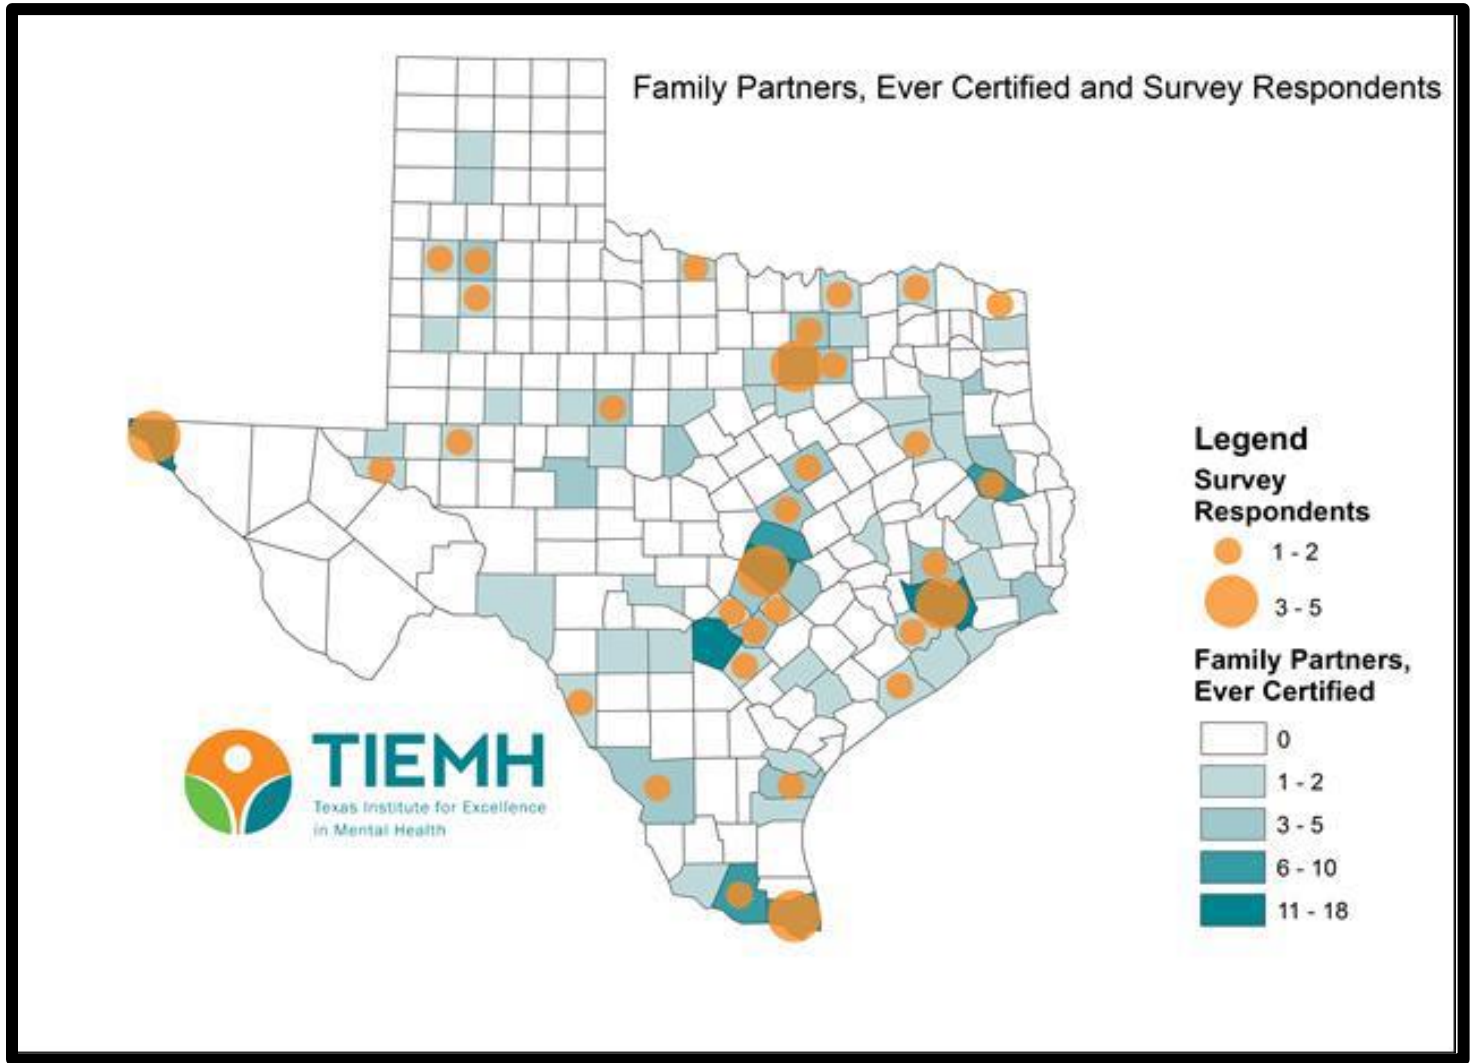 Family Partners, Ever Certified and Survey Respondents
Legend
Survey
Respondents
1 - 2
3 - 5
Family Partners,
Ever Certified
0
1 - 2
3 - 5
6 - 10
11 - 18
TIEMH
Texas Institute for Excellence
in Mental Health